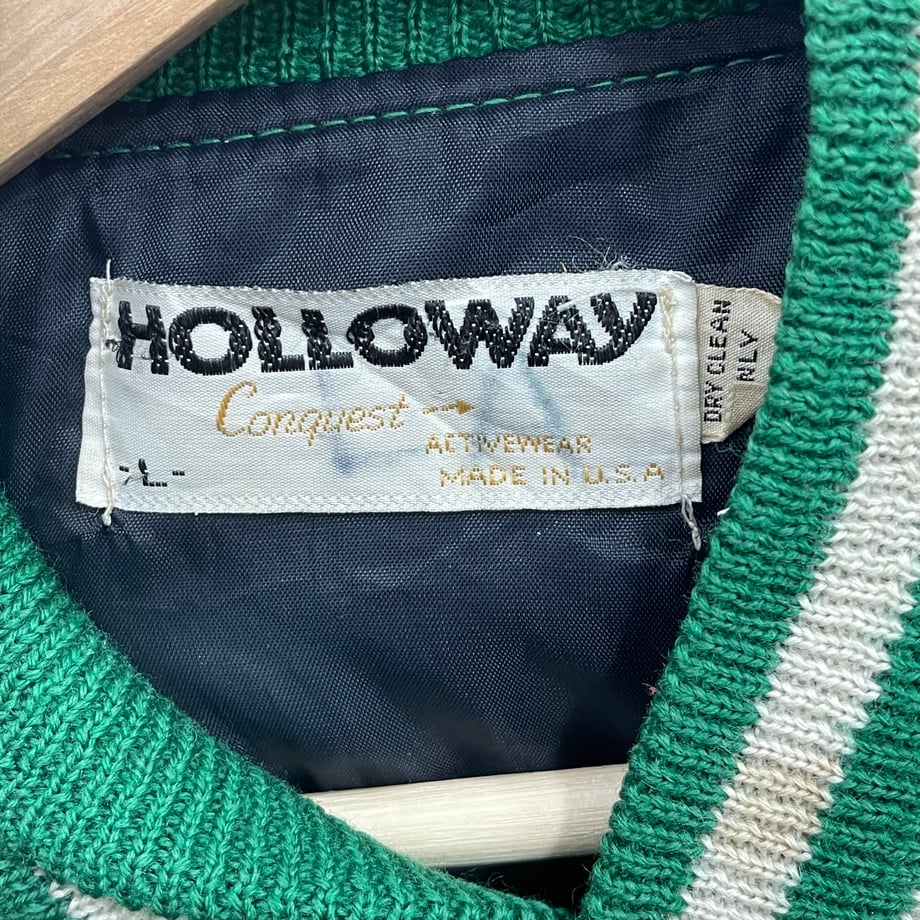 HOLLOWAY
Conquest
ACTIVEWEAR
-L-
MADE IN U.S.A
DRY CLEAN
NLY